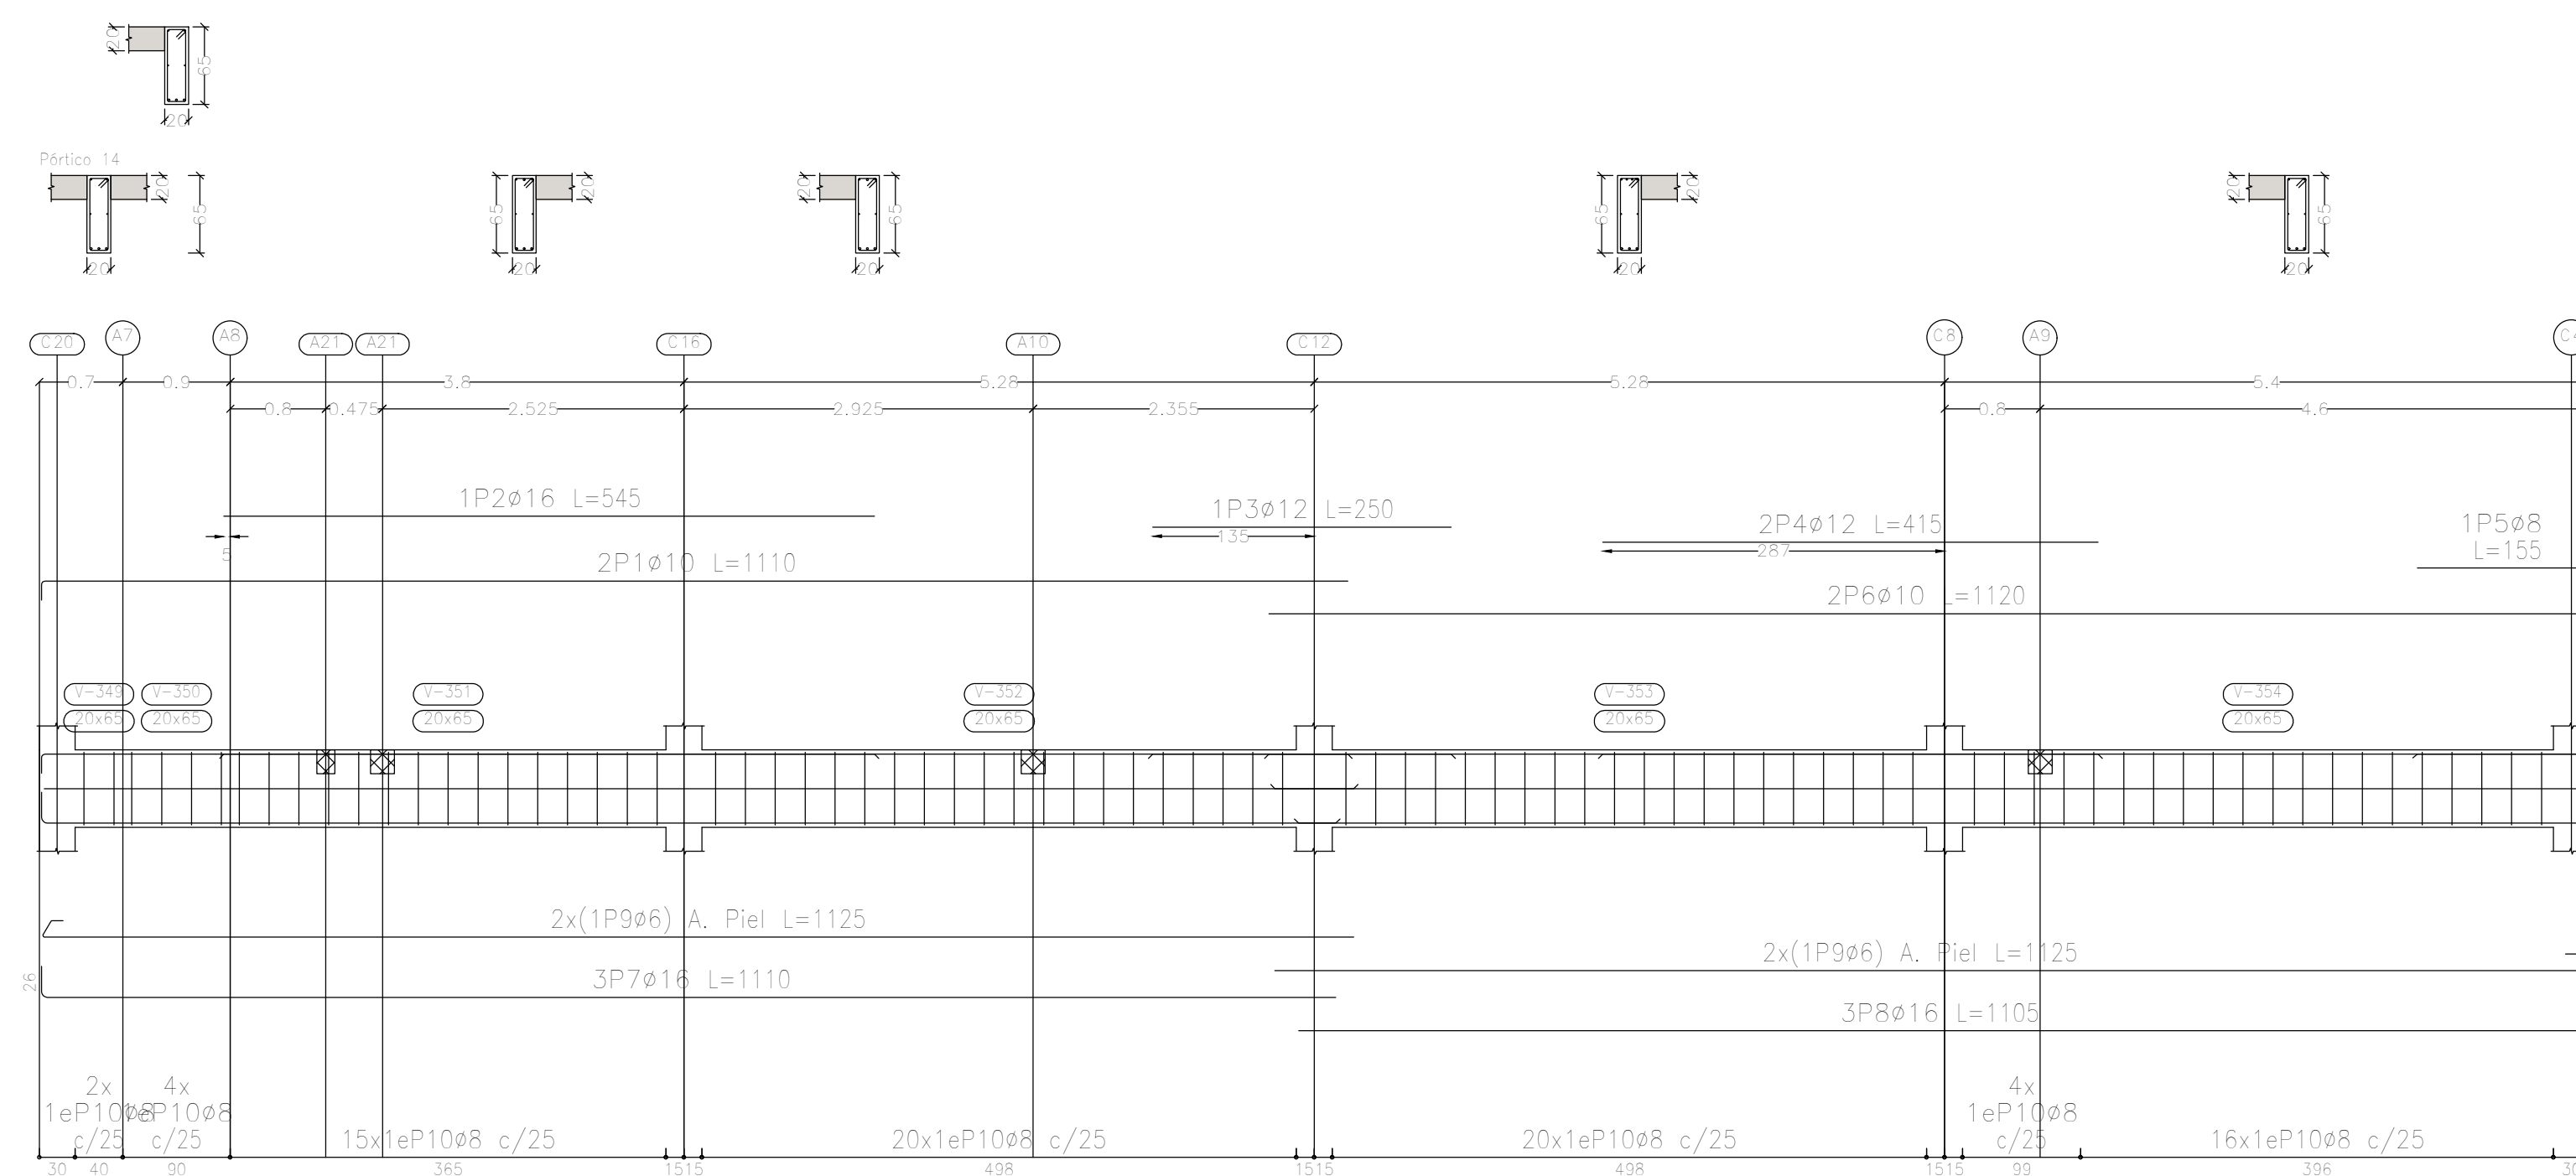 20
65
20
Pórtico 14
20
65
20
65
20
20
20
65
20
65
20
20
20
65
20
C20
A7
A8
A21
A21
C16
A10
C12
C8
A9
0.7
0.9
3.8
5.28
5.28
5.4
0.8
0.475
2.525
2.925
2.355
0.8
4.6
1P2ø16 L=545
1P3ø12 L=250
2P4ø12 L=415
1P5ø8
L=155
5
135
287
2P1ø10 L=1110
2P6ø10 L=1120
V-349
V-350
V-351
V-352
V-353
V-354
20x65
20x65
20x65
20x65
20x65
20x65
2x(1P9ø6) A. Piel L=1125
2x(1P9ø6) A. Piel L=1125
26
3P7ø16 L=1110
3P8ø16 L=1105
2x
1eP10ø8
c/25
4x
1eP10ø8
c/25
15x1eP10ø8 c/25
20x1eP10ø8 c/25
20x1eP10ø8 c/25
4x
1eP10ø8
c/25
16x1eP10ø8 c/25
30
40
90
365
1515
498
1515
498
1515
99
396